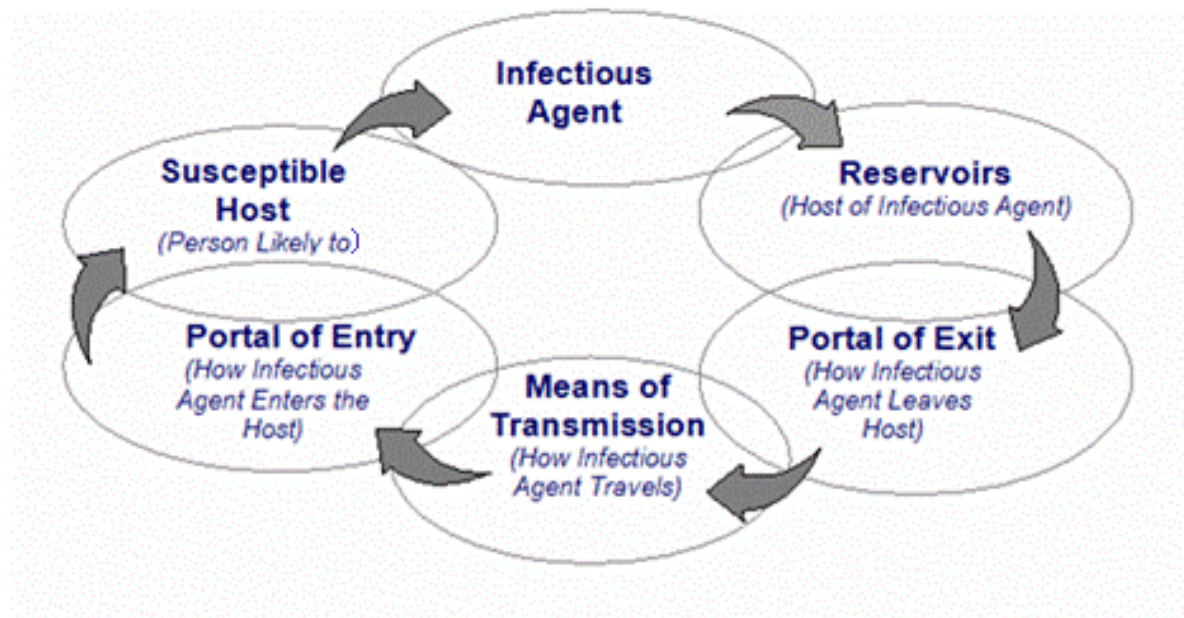 Infectious
Agent
Reservoirs
(Host of Infectious Agent)
Portal of Exit
(How Infectious
Agent Leaves
Host)
Means of
Transmission
(How Infectious
Agent Travels)
Portal of Entry
(How Infectious
Agent Enters the
Host)
Susceptible
Host
(Person Likely to)